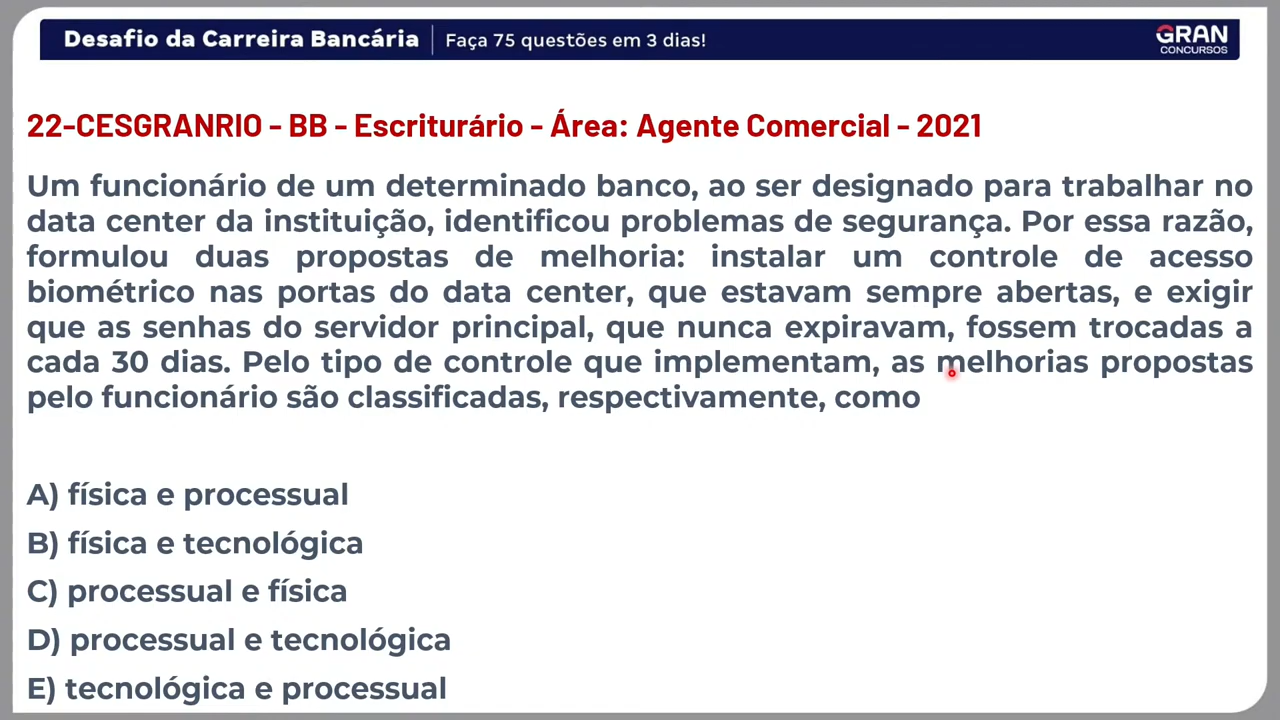 Desafio da Carreira Bancária | Faça 75 questões em 3 dias!
GRAN
CONCURSOS
22-CESGRANRIO - BB - Escriturário - Área: Agente Comercial - 2021
Um funcionário de um determinado banco, ao ser designado para trabalhar no
data center da instituição, identificou problemas de segurança. Por essa razão,
formulou duas propostas de melhoria: instalar um controle de acesso
biométrico nas portas do data center, que estavam sempre abertas, e exigir
que as senhas do servidor principal, que nunca expiravam, fossem trocadas a
cada 30 dias. Pelo tipo de controle que implementam, as melhorias propostas
pelo funcionário são classificadas, respectivamente, como
A) física e processual
B) física e tecnológica
C) processual e física
D) processual e tecnológica
E) tecnológica e processual